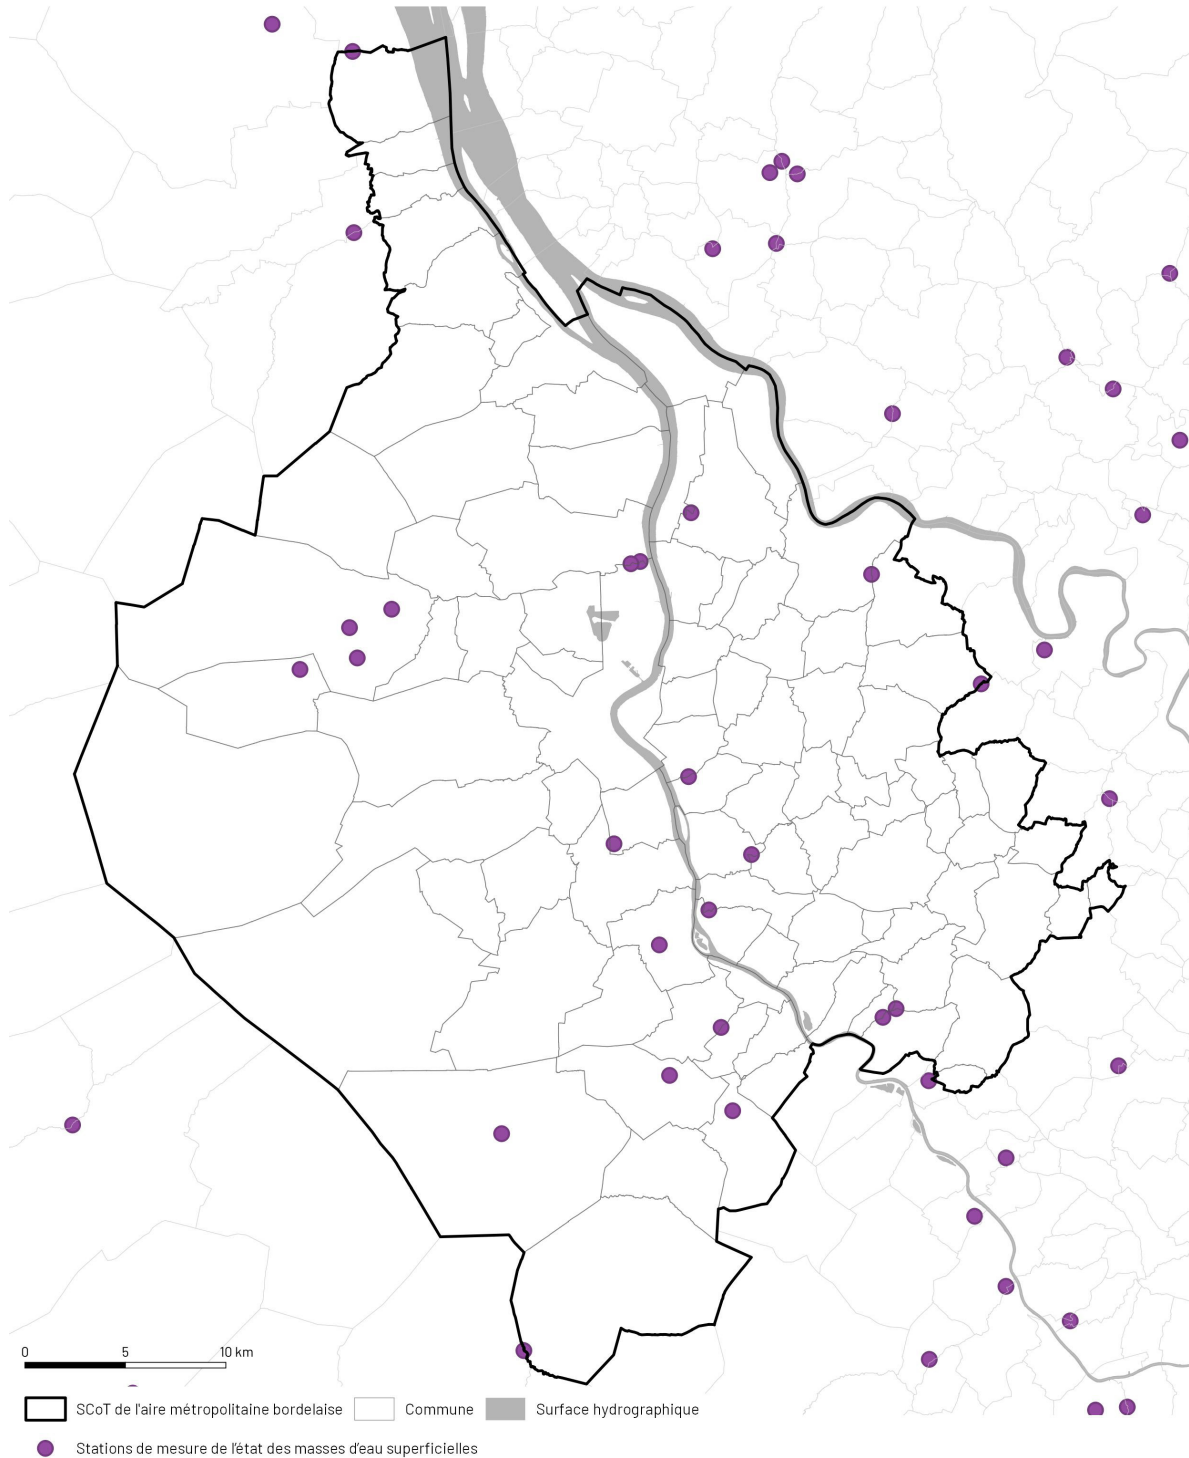 0 5 10 km
SCoT de l'aire métropolitaine bordelaise Commune Surface hydrographique
Stations de mesure de l'état des masses d'eau superficielles